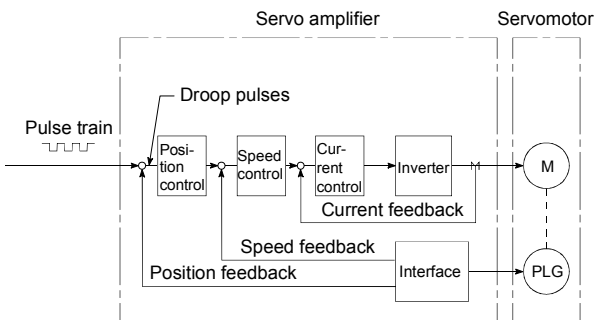 Servo amplifier
Servomotor
Droop pulses
Pulse train
Posi-
tion
control
Speed
control
Cur-
rent
control
Inverter
M
Current feedback
Speed feedback
Position feedback
Interface
PLG